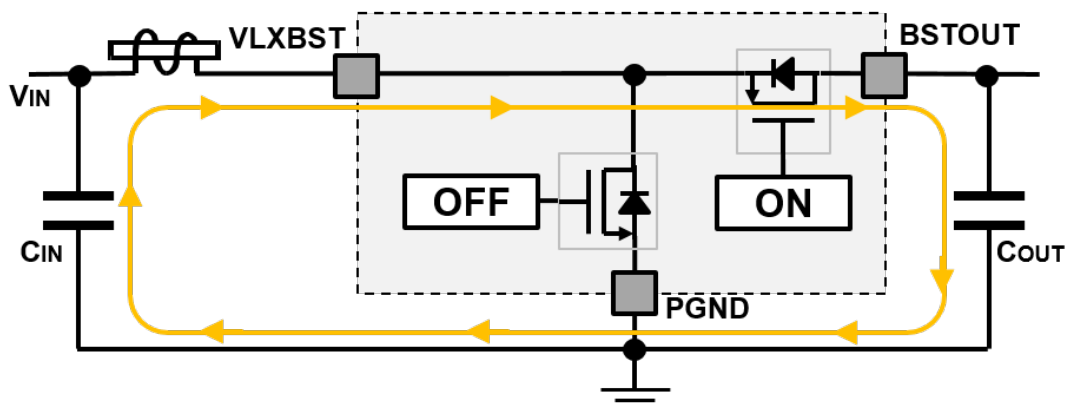 VLXBST
BSTOUT
VIN
OFF
ON
CIN
COUT
PGND